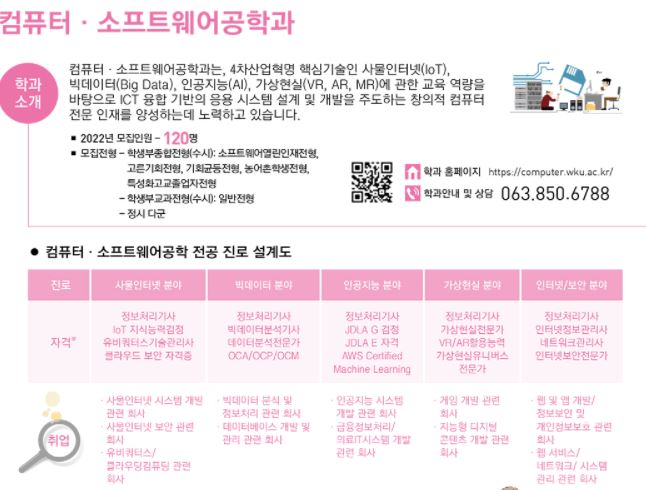 컴퓨터 · 소프트웨어공학과
학과
소개
컴퓨터 · 소프트웨어공학과는, 4차산업혁명 핵심기술인 사물인터넷(IoT),
빅데이터(Big Data), 인공지능(AI), 가상현실(VR, AR, MR)에 관한 교육 역량을
바탕으로 ICT 융합 기반의 응용 시스템 설계 및 개발을 주도하는 창의적 컴퓨터
전문 인재를 양성하는데 노력하고 있습니다.
■ 2022년 모집인원 – 120명
■ 모집전형 – 학생부종합전형(수시): 소프트웨어열린인재전형,
고른기회전형, 기회균등전형, 농어촌학생전형,
특성화고교졸업자전형
– 학생부교과전형(수시): 일반전형
– 정시 다군
학과 홈페이지 https://computer.wku.ac.kr/
학과안내 및 상담 063.850.6788
● 컴퓨터 · 소프트웨어공학 전공 진로 설계도
진로 사물인터넷 분야 빅데이터 분야 인공지능 분야 가상현실 분야 인터넷/보안 분야
자격*
정보처리기사
IoT 지식능력검정
유비쿼터스기술관리사
클라우드 보안 자격증
정보처리기사
빅데이터분석기사
데이터분석전문가
OCA/OCP/OCM
정보처리기사
JDLA G 검정
JDLA E 자격
AWS Certified
Machine Learning
정보처리기사
가상현실전문가
VR/AR활용능력
가상현실유니버스
전문가
정보처리기사
인터넷정보관리사
네트워크관리사
인터넷보안전문가
취업
· 사물인터넷 시스템 개발
관련 회사
· 사물인터넷 보안 관련
회사
· 유비쿼터스/
클라우딩컴퓨팅 관련
회사
· 빅데이터 분석 및
정보처리 관련 회사
· 데이터베이스 개발 및
관리 관련 회사
· 인공지능 시스템
개발 관련 회사
· 금융정보처리/
의료IT시스템 개발
관련 회사
· 게임 개발 관련
회사
· 지능형 디지털
콘텐츠 개발 관련
회사
· 웹 및 앱 개발/
정보보안 및
개인정보보호 관련
회사
· 웹 서비스/
네트워크/ 시스템
관리 관련 회사